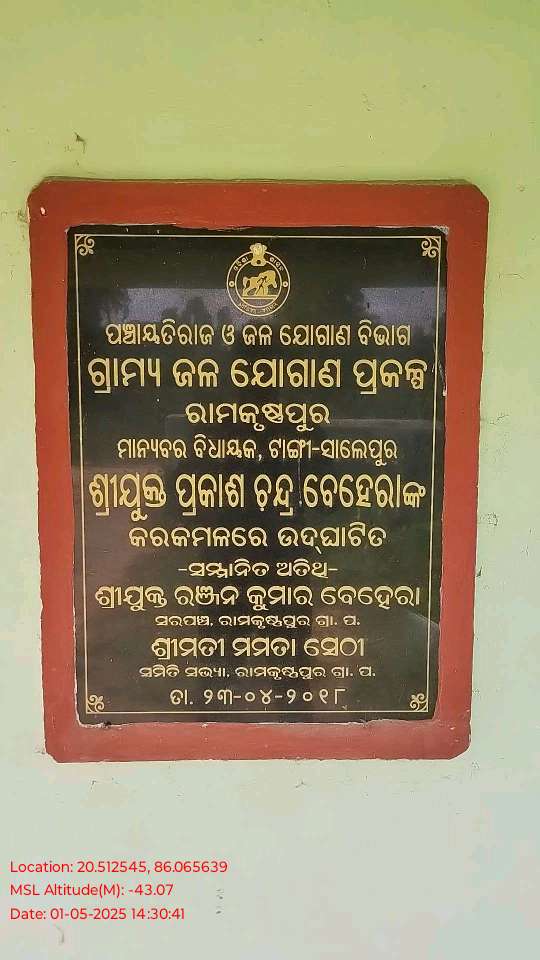 ପଞ୍ଚାୟତିରାଜ ଓ ଜଳ ଯୋଗାଣ ବିଭାଗ
ଗ୍ରାମ୍ୟ ଜଳ ଯୋଗାଣ ପ୍ରକଳ୍ପ
ରାମକୃଷ୍ଣପୁର
ମାନ୍ୟବର ବିଧାୟକ, ଟାଙ୍ଗୀ-ସାଲେପୁର
ଶ୍ରୀଯୁକ୍ତ ପ୍ରକାଶ ଚନ୍ଦ୍ର ବେହେରାଙ୍କ
କରକମଳରେ ଉଦ୍‌ଘାଟିତ
-ସମ୍ମାନିତ ଅତିଥି-
ଶ୍ରୀଯୁକ୍ତ ରଞ୍ଜନ କୁମାର ବେହେରା
ସରପଞ୍ଚ, ରାମକୃଷ୍ଣପୁର ଗ୍ରା. ପ.
ଶ୍ରୀମତୀ ମମତା ସେଠୀ
ସମିତି ସଭ୍ୟା, ରାମକୃଷ୍ଣପୁର ଗ୍ରା. ପ.
ତା. ୨୩-୦୪-୨୦୧୮
Location: 20.512545, 86.065639
MSL Altitude(M): -43.07
Date: 01-05-2025 14:30:41